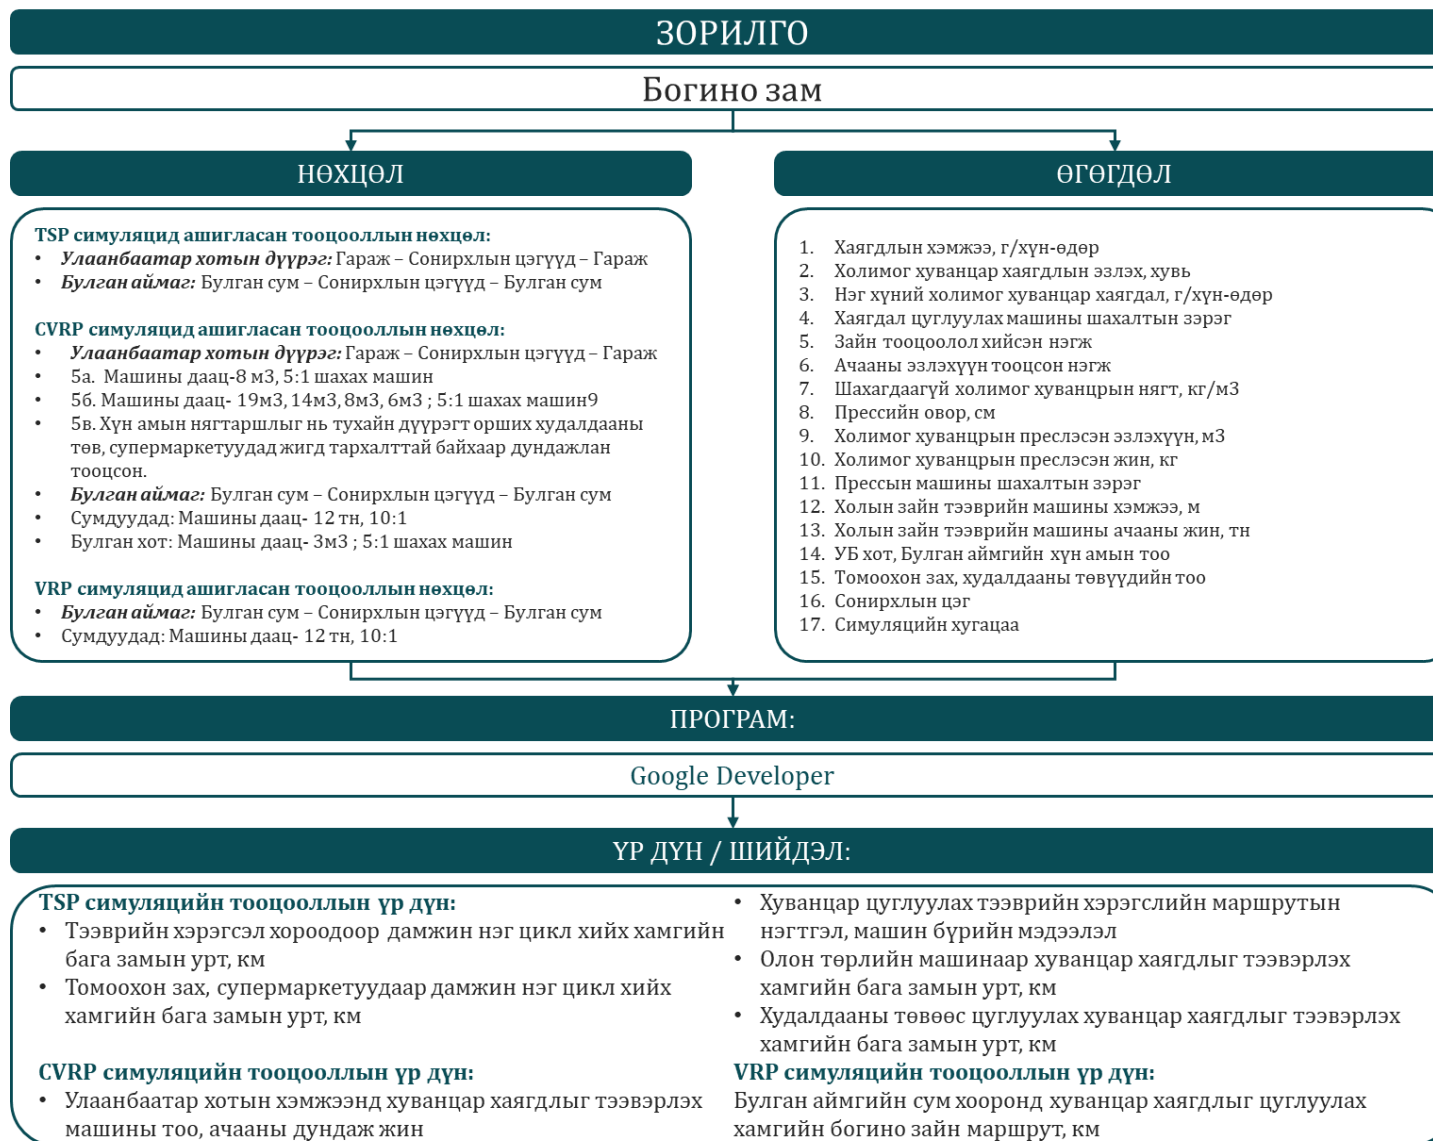 ЗОРИЛГО
Богино зам
НӨХЦӨЛ
TSP симуляцид ашигласан тооцооллын нөхцөл:
• Улаанбаатар хотын дүүрэг: Гараж – Сонирхлын цэгүүд – Гараж
• Булган аймаг: Булган сум – Сонирхлын цэгүүд – Булган сум
CVRP симуляцид ашигласан тооцооллын нөхцөл:
• Улаанбаатар хотын дүүрэг: Гараж – Сонирхлын цэгүүд – Гараж
• 5а. Машины даац-8 м3, 5:1 шахах машин
• 5б. Машины даац- 19м3, 14м3, 8м3, 6м3 ; 5:1 шахах машин9
• 5в. Хүн амын нягтаршлыг нь тухайн дүүрэгт орших худалдааны
төв, супермаркетуудад жигд тархалттай байхаар дундажлан
тооцсон.
• Булган аймаг: Булган сум – Сонирхлын цэгүүд – Булган сум
• Сумдуудад: Машины даац- 12 тн, 10:1
• Булган хот: Машины даац- 3м3 ; 5:1 шахах машин
VRP симуляцид ашигласан тооцооллын нөхцөл:
• Булган аймаг: Булган сум – Сонирхлын цэгүүд – Булган сум
• Сумдуудад: Машины даац- 12 тн, 10:1
ӨГӨГДӨЛ
1. Хаягдлын хэмжээ, г/хүн-өдөр
2. Холимог хуванцар хаягдлын эзлэх, хувь
3. Нэг хүний холимог хуванцар хаягдал, г/хүн-өдөр
4. Хаягдал цуглуулах машины шахалтын зэрэг
5. Зайн тооцоолол хийсэн нэгж
6. Ачааны эзлэхүүн тооцсон нэгж
7. Шахагдаагүй холимог хуванцрын нягт, кг/м3
8. Прессийн овор, см
9. Холимог хуванцрын преслэсэн эзлэхүүн, м3
10. Холимог хуванцрын преслэсэн жин, кг
11. Прессын машины шахалтын зэрэг
12. Холын зайн тээврийн машины хэмжээ, м
13. Холын зайн тээврийн машины ачааны жин, тн
14. УБ хот, Булган аймгийн хүн амын тоо
15. Томоохон зах, худалдааны төвүүдийн тоо
16. Сонирхлын цэг
17. Симуляцийн хугацаа
ПРОГРАМ:
Google Developer
ҮР ДҮН / ШИЙДЭЛ:
TSP симуляцийн тооцооллын үр дүн:
• Тээврийн хэрэгсэл хороодоор дамжин нэг цикл хийх хамгийн
бага замын урт, км
• Томоохон зах, супермаркетуудаар дамжин нэг цикл хийх
хамгийн бага замын урт, км
CVRP симуляцийн тооцооллын үр дүн:
• Улаанбаатар хотын хэмжээнд хуванцар хаягдлыг тээвэрлэх
машины тоо, ачааны дундаж жин
• Хуванцар цуглуулах тээврийн хэрэгслийн маршрутын
нэгтгэл, машин бүрийн мэдээлэл
• Олон төрлийн машинаар хуванцар хаягдлыг тээвэрлэх
хамгийн бага замын урт, км
• Худалдааны төвөөс цуглуулах хуванцар хаягдлыг тээвэрлэх
хамгийн бага замын урт, км
VRP симуляцийн тооцооллын үр дүн:
Булган аймгийн сум хооронд хуванцар хаягдлыг цуглуулах
хамгийн богино зайн маршрут, км